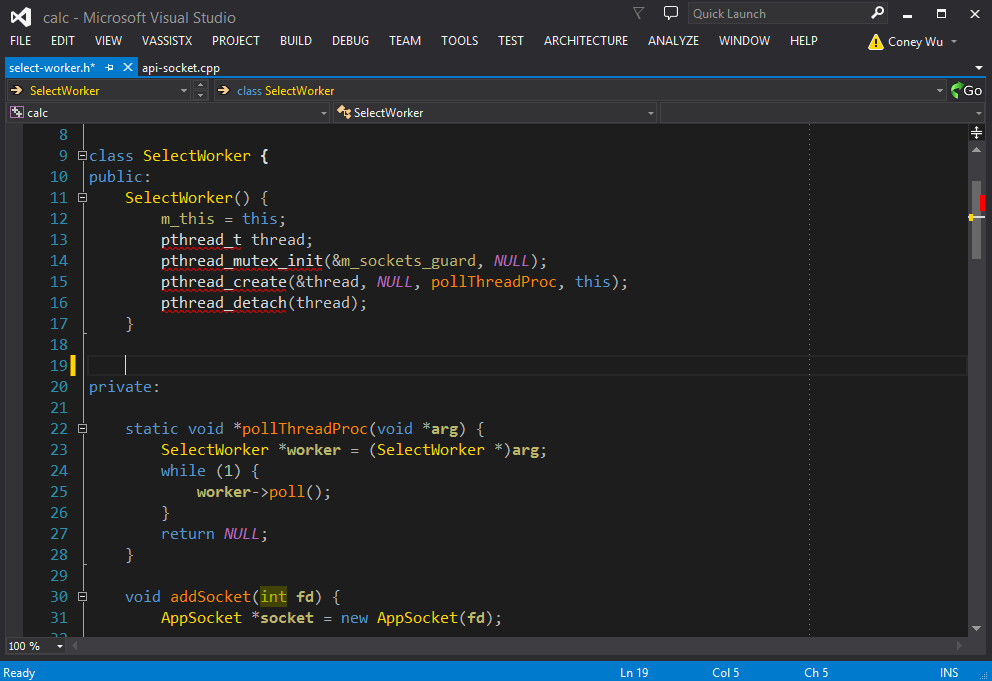 calc - Microsoft Visual Studio
Quick Launch
FILE EDIT VIEW VASSISTX PROJECT BUILD DEBUG TEAM TOOLS TEST ARCHITECTURE ANALYZE WINDOW HELP Coney Wu
select-worker.h* api-socket.cpp
SelectWorker class SelectWorker Go
calc SelectWorker
8
9 class SelectWorker {
10 public:
11 SelectWorker() {
12 m_this = this;
13 pthread_t thread;
14 pthread_mutex_init(&m_sockets_guard, NULL);
15 pthread_create(&thread, NULL, pollThreadProc, this);
16 pthread_detach(thread);
17 }
18
19
20 private:
21
22 static void *pollThreadProc(void *arg) {
23 SelectWorker *worker = (SelectWorker *)arg;
24 while (1) {
25 worker->poll();
26 }
27 return NULL;
28 }
29
30 void addSocket(int fd) {
31 AppSocket *socket = new AppSocket(fd);
100 %
Ready Ln 19 Col 5 Ch 5 INS